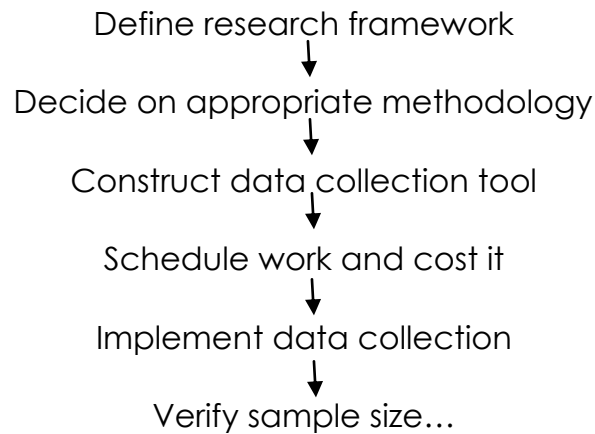 Define research framework
Decide on appropriate methodology
Construct data collection tool
Schedule work and cost it
Implement data collection
Verify sample size…